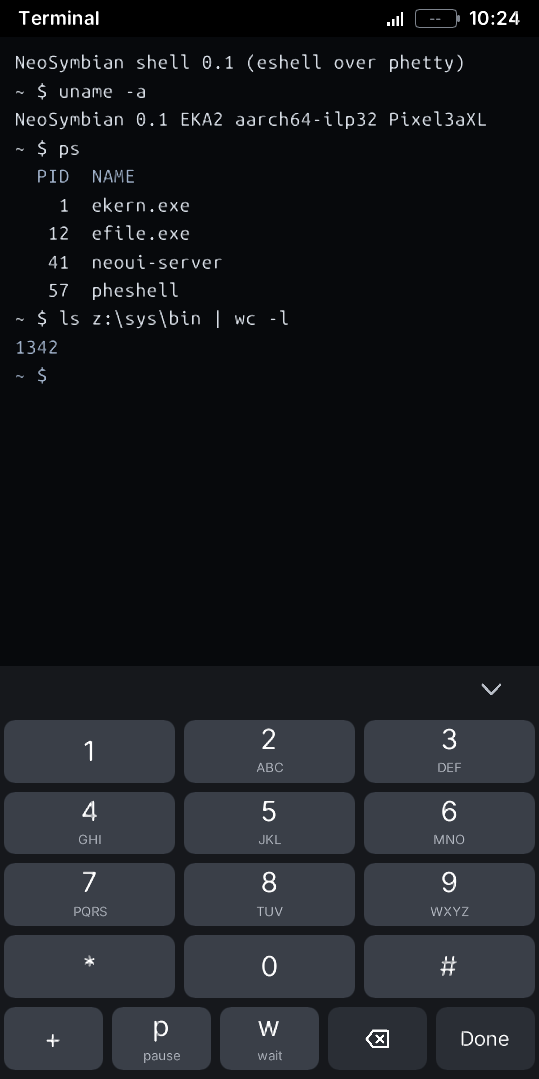 Terminal -- 10:24
NeoSymbian shell 0.1 (eshell over phetty)
~ $ uname -a
NeoSymbian 0.1 EKA2 aarch64-ilp32 Pixel3aXL
~ $ ps
PID NAME
1 ekern.exe
12 efile.exe
41 neoui-server
57 pheshell
~ $ ls z:\sys\bin | wc -l
1342
~ $
1 2 3
ABC DEF
4 5 6
GHI JKL MNO
7 8 9
PQRS TUV WXYZ
* 0 #
+ p w Done
pause wait